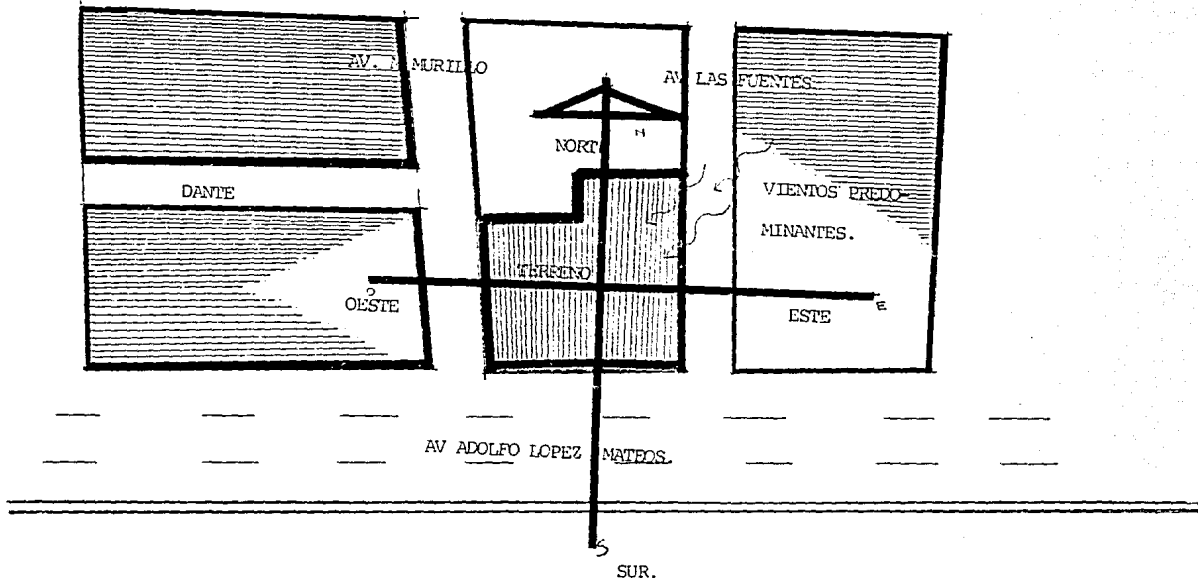 AV. M MURILLO
AV LAS FUENTES.
N
NORT
DANTE
VIENTOS PREDO-
MINANTES.
TERRENO
O
OESTE
E
ESTE
AV ADOLFO LOPEZ MATEOS.
S
SUR.